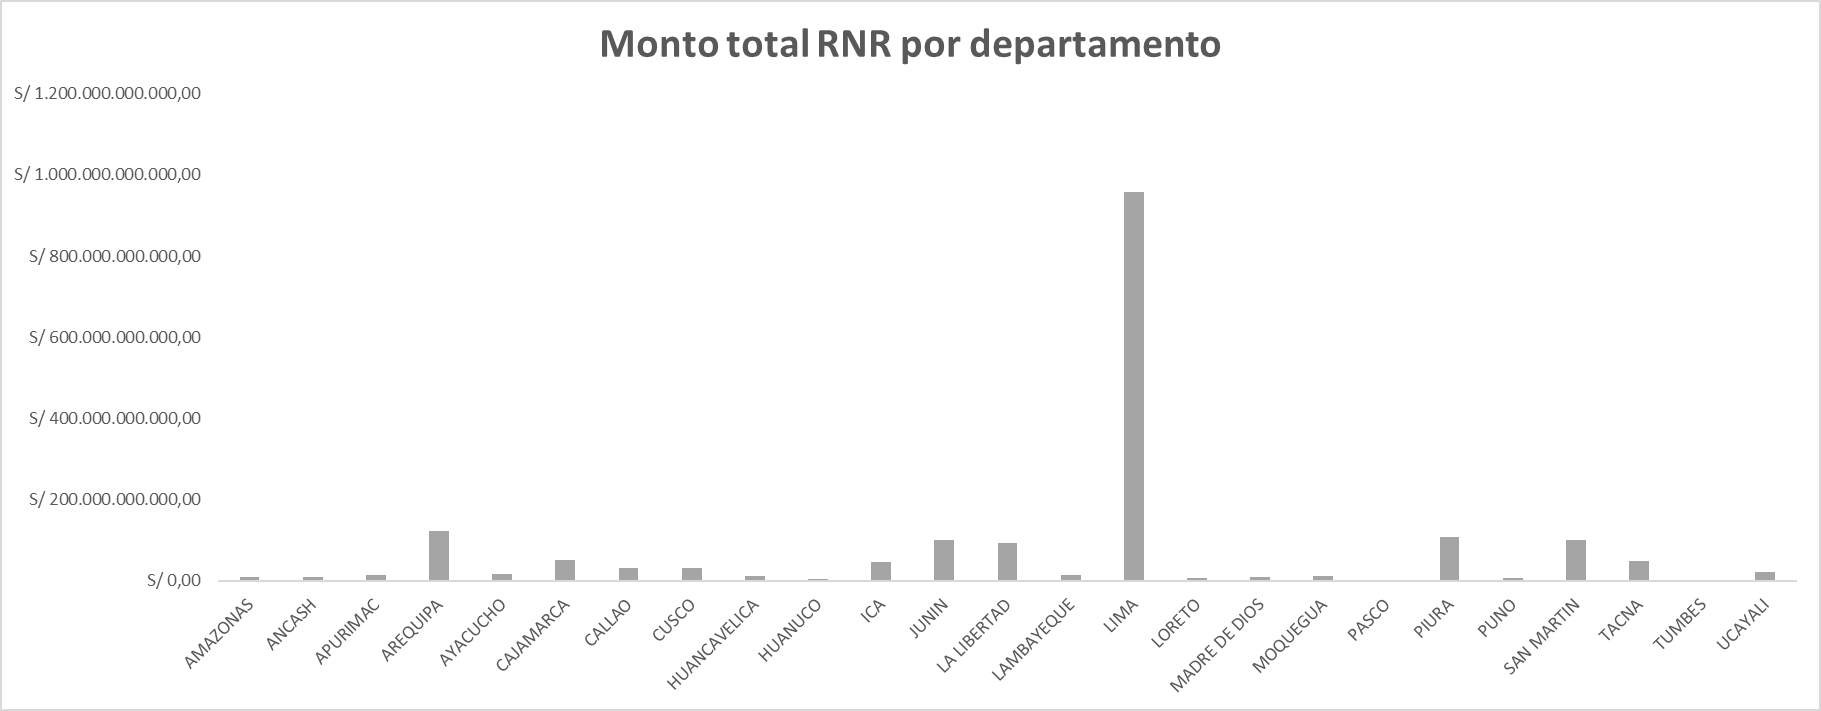 Monto total RNR por departamento
S/ 1.200.000.000.000,00
S/ 1.000.000.000.000,00
S/ 800.000.000.000,00
S/ 600.000.000.000,00
S/ 400.000.000.000,00
S/ 200.000.000.000,00
S/ 0,00
AMAZONAS
ANCASH
APURIMAC
AREQUIPA
AYACUCHO
CAJAMARCA
CALLAO
CUSCO
HUANCAVELICA
HUANUCO
ICA
JUNIN
LA LIBERTAD
LAMBAYEQUE
LIMA
LORETO
MADRE DE DIOS
MOQUEGUA
PASCO
PIURA
PUNO
SAN MARTIN
TACNA
TUMBES
UCAYALI